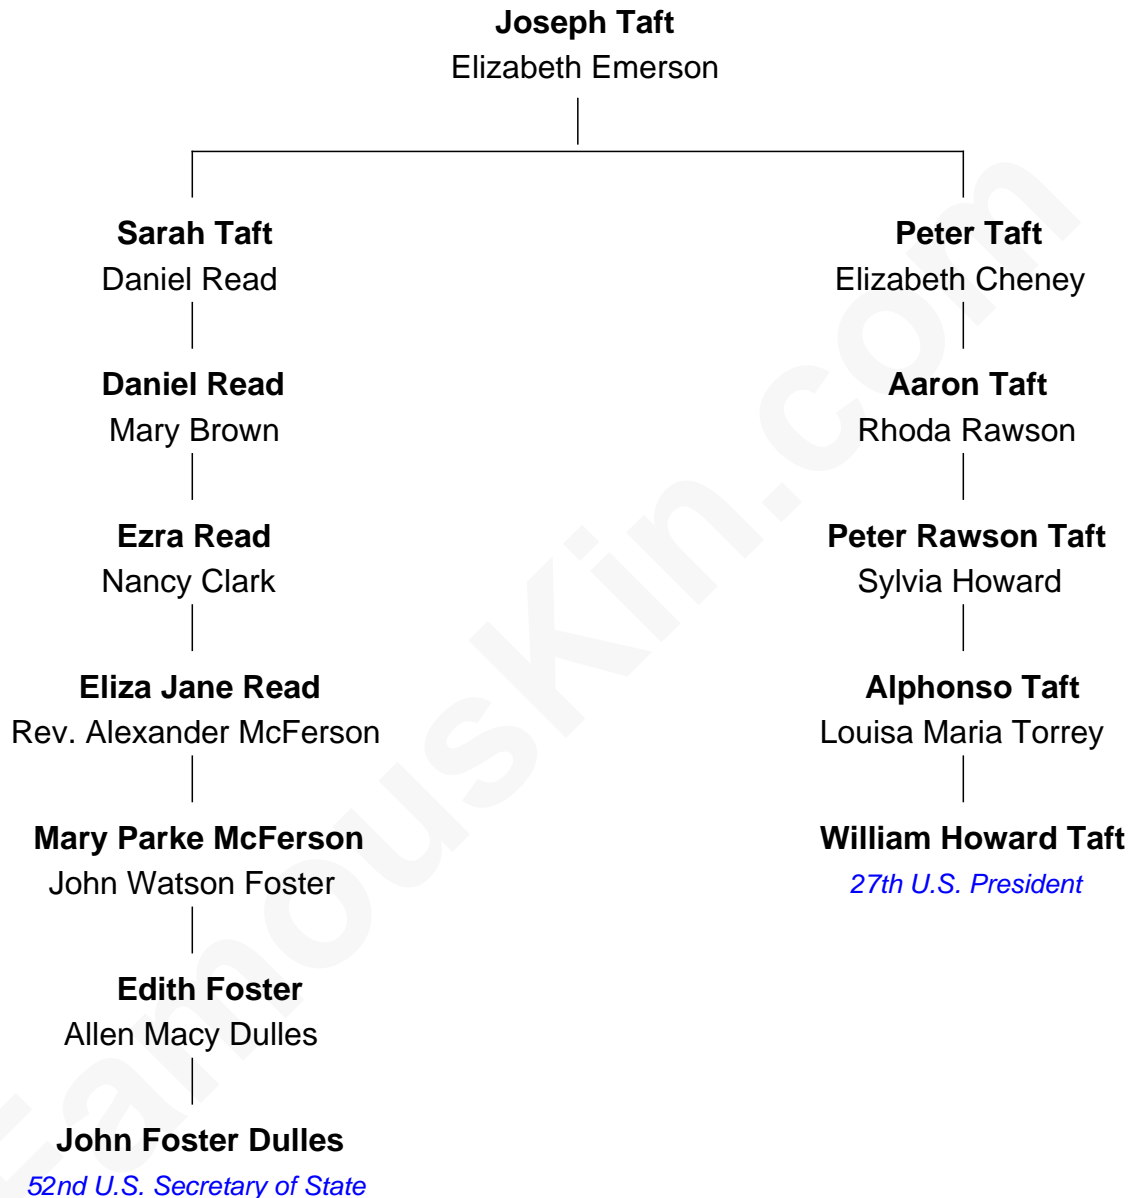 Joseph Taft
Elizabeth Emerson
Sarah Taft
Daniel Read
Peter Taft
Elizabeth Cheney
Daniel Read
Mary Brown
Aaron Taft
Rhoda Rawson
Ezra Read
Nancy Clark
Peter Rawson Taft
Sylvia Howard
Eliza Jane Read
Rev. Alexander McFerson
Alphonso Taft
Louisa Maria Torrey
Mary Parke McFerson
John Watson Foster
William Howard Taft
27th U.S. President
Edith Foster
Allen Macy Dulles
John Foster Dulles
52nd U.S. Secretary of State
FamousKin.com